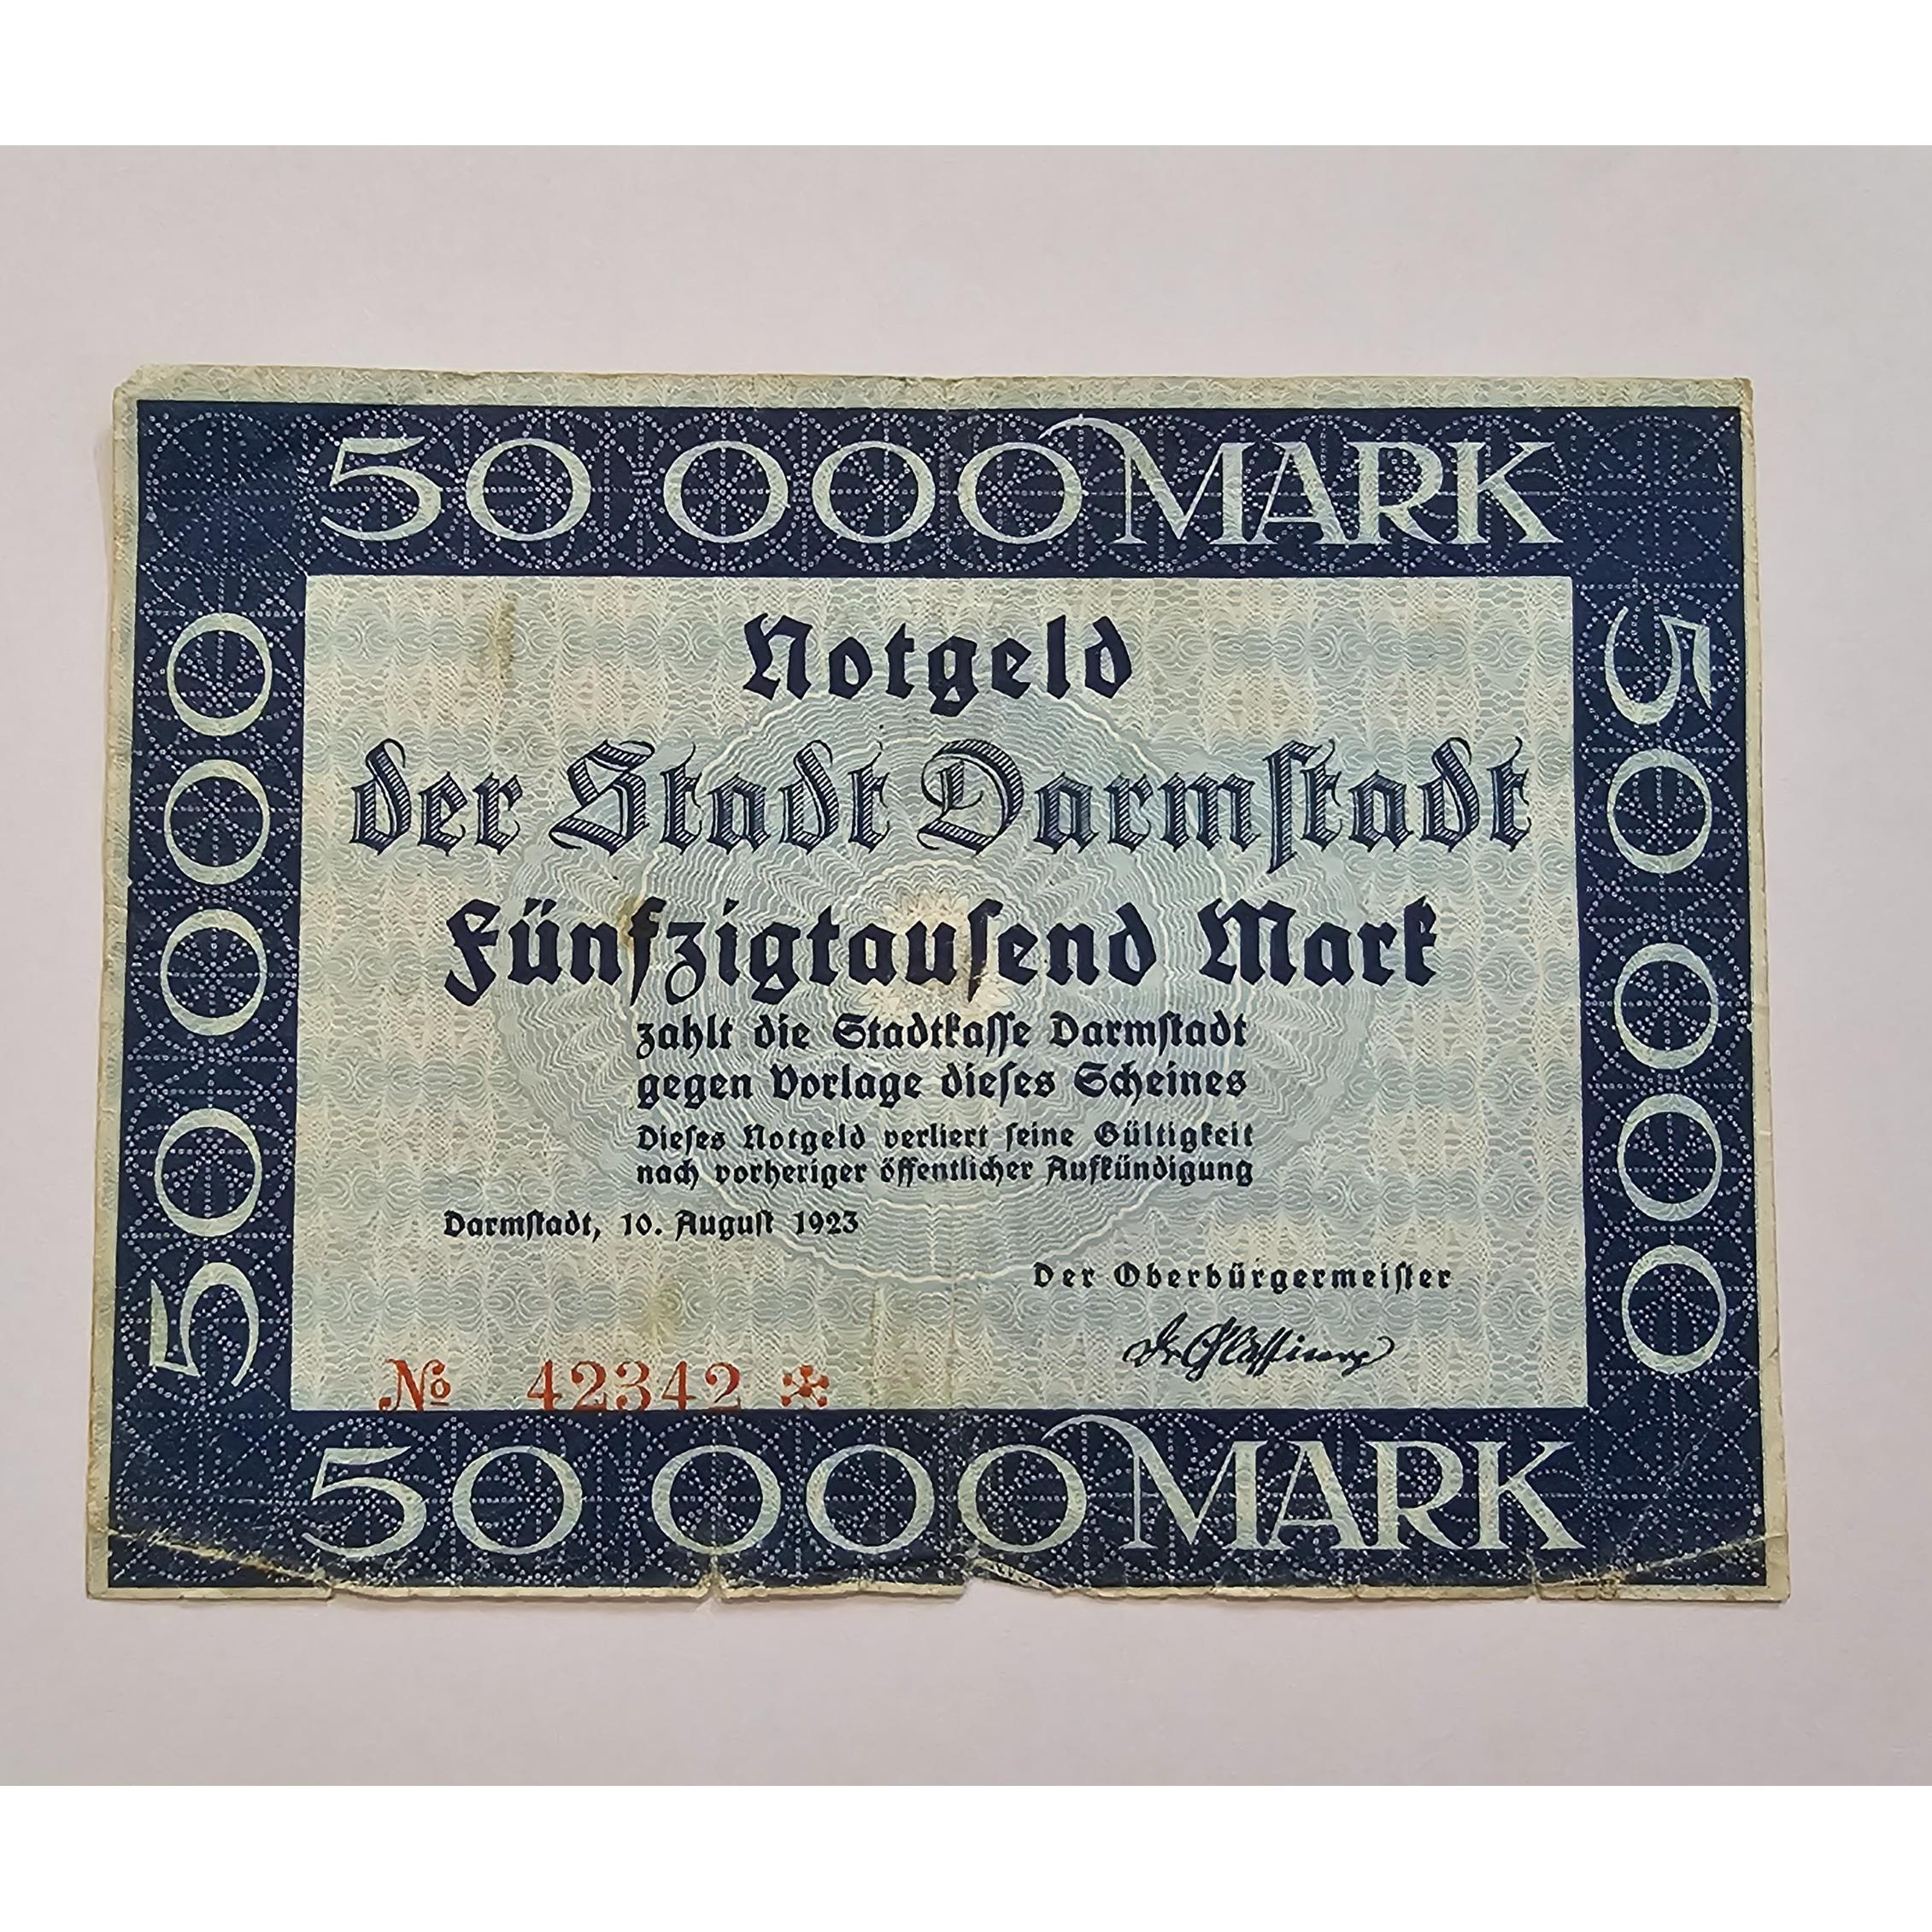 50 000 MARK
50 000
50 000
Notgeld
der Stadt Darmstadt
Fünfzigtausend Mark
zahlt die Stadtkasse Darmstadt
gegen Vorlage dieses Scheines
Dieses Notgeld verliert seine Gültigkeit
nach vorheriger öffentlicher Aufkündigung
Darmstadt, 10. August 1923
Der Oberbürgermeister
Dr Glässing
№ 42342
50 000 MARK